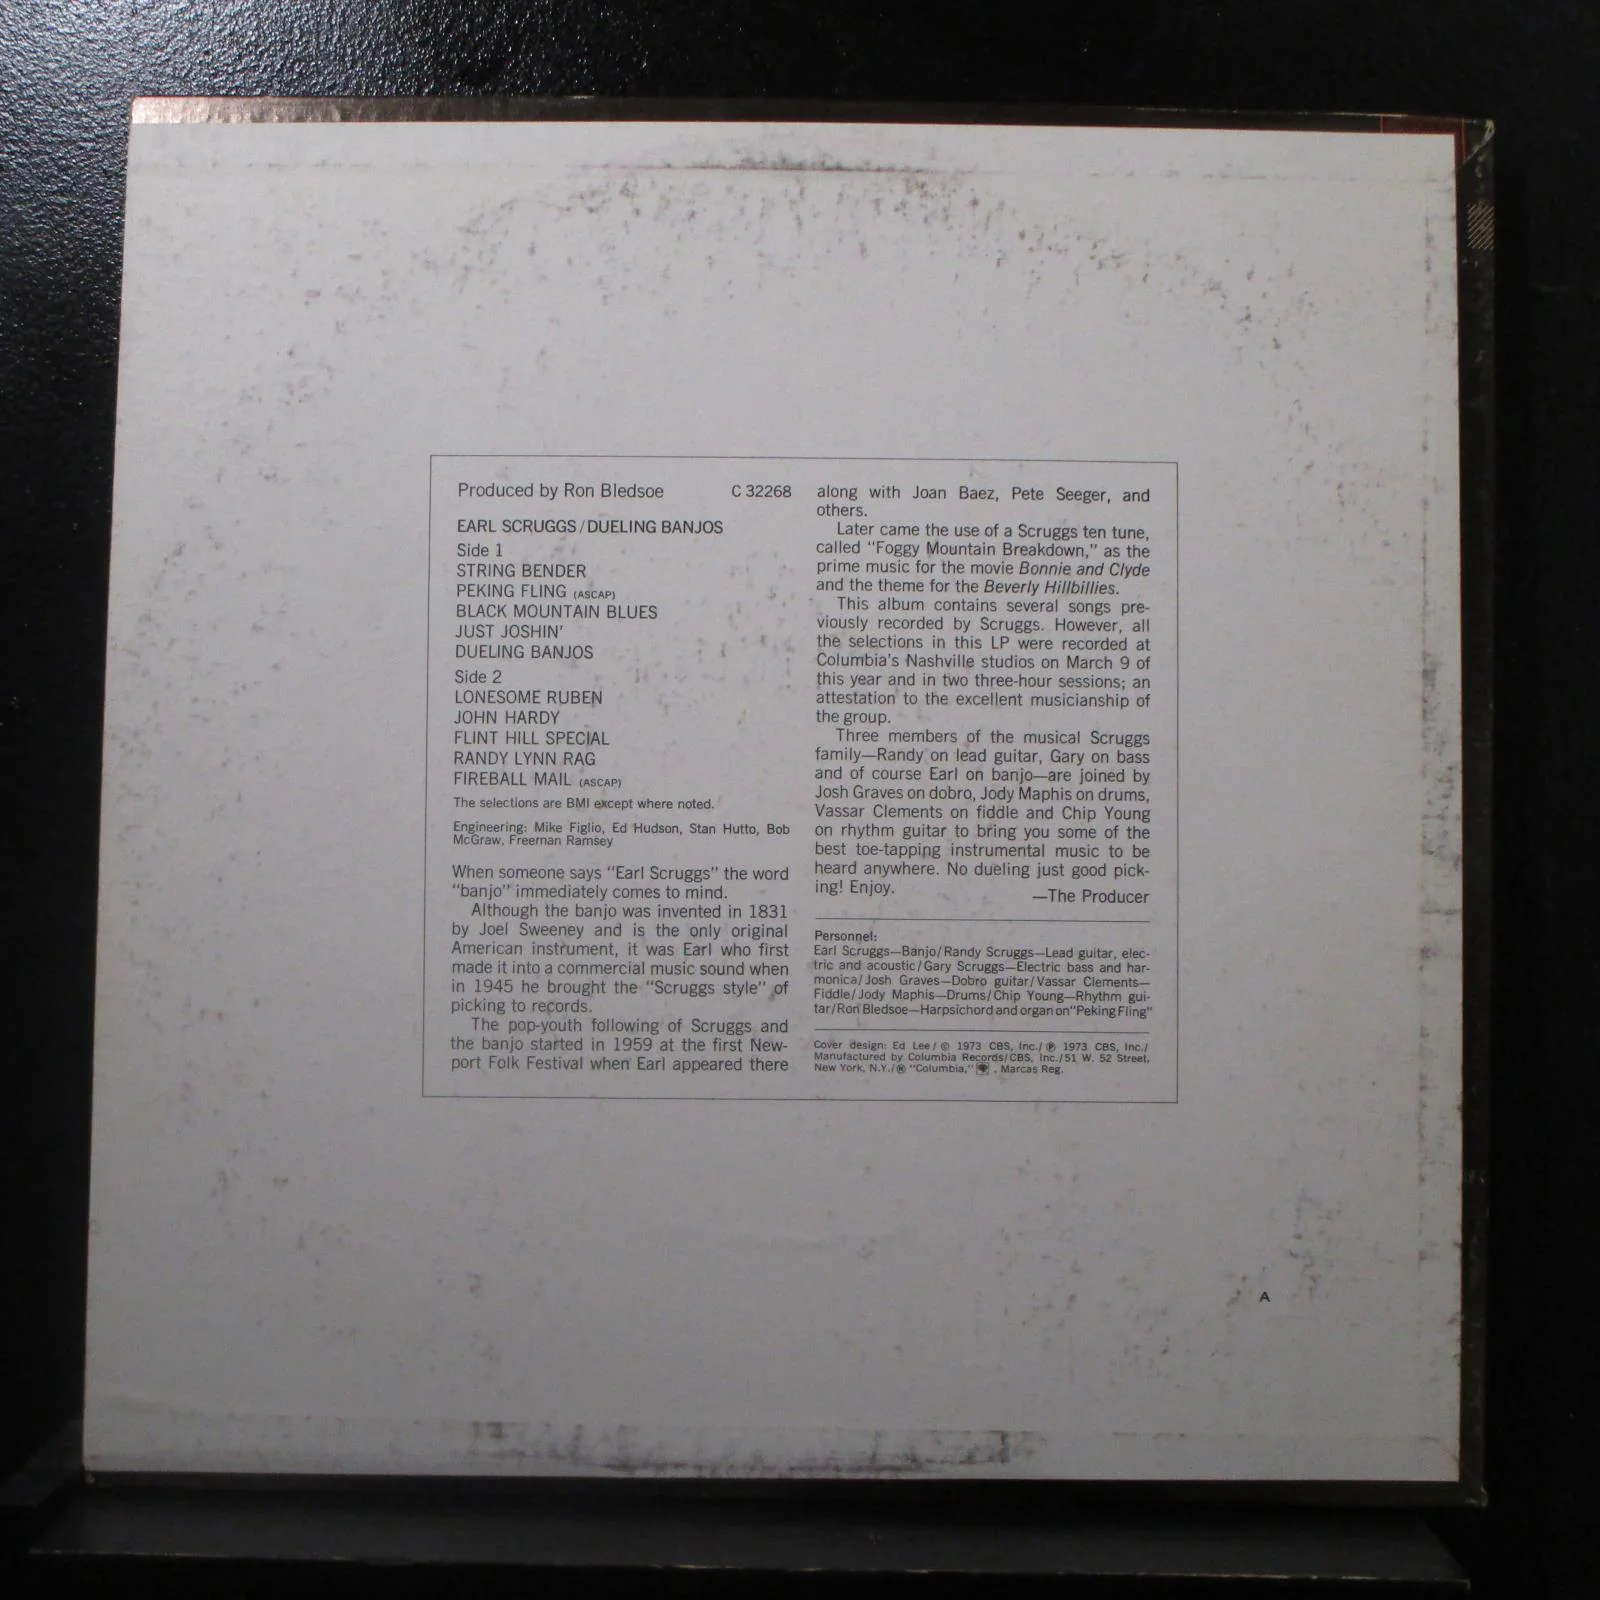 Produced by Ron Bledsoe C 32268
EARL SCRUGGS/DUELING BANJOS
Side 1
STRING BENDER
PEKING FLING (ASCAP)
BLACK MOUNTAIN BLUES
JUST JOSHIN'
DUELING BANJOS
Side 2
LONESOME RUBEN
JOHN HARDY
FLINT HILL SPECIAL
RANDY LYNN RAG
FIREBALL MAIL (ASCAP)
The selections are BMI except where noted.
Engineering: Mike Figlio, Ed Hudson, Stan Hutto, Bob
McGraw, Freeman Ramsey
When someone says "Earl Scruggs" the word
"banjo" immediately comes to mind.
Although the banjo was invented in 1831
by Joel Sweeney and is the only original
American instrument, it was Earl who first
made it into a commercial music sound when
in 1945 he brought the "Scruggs style" of
picking to records.
The pop-youth following of Scruggs and
the banjo started in 1959 at the first New-
port Folk Festival when Earl appeared there
along with Joan Baez, Pete Seeger, and
others.
Later came the use of a Scruggs ten tune,
called "Foggy Mountain Breakdown," as the
prime music for the movie Bonnie and Clyde
and the theme for the Beverly Hillbillies.
This album contains several songs pre-
viously recorded by Scruggs. However, all
the selections in this LP were recorded at
Columbia's Nashville studios on March 9 of
this year and in two three-hour sessions; an
attestation to the excellent musicianship of
the group.
Three members of the musical Scruggs
family—Randy on lead guitar, Gary on bass
and of course Earl on banjo—are joined by
Josh Graves on dobro, Jody Maphis on drums,
Vassar Clements on fiddle and Chip Young
on rhythm guitar to bring you some of the
best toe-tapping instrumental music to be
heard anywhere. No dueling just good pick-
ing! Enjoy.
—The Producer
Personnel:
Earl Scruggs—Banjo/Randy Scruggs—Lead guitar, elec-
tric and acoustic/Gary Scruggs—Electric bass and har-
monica/Josh Graves—Dobro guitar/Vassar Clements—
Fiddle/Jody Maphis—Drums/Chip Young—Rhythm gui-
tar/Ron Bledsoe—Harpsichord and organ on "Peking Fling"
Cover design: Ed Lee/© 1973 CBS, Inc./℗ 1973 CBS, Inc./
Manufactured by Columbia Records/CBS, Inc./51 W. 52 Street,
New York, N.Y./® "Columbia," , Marcas Reg.
A